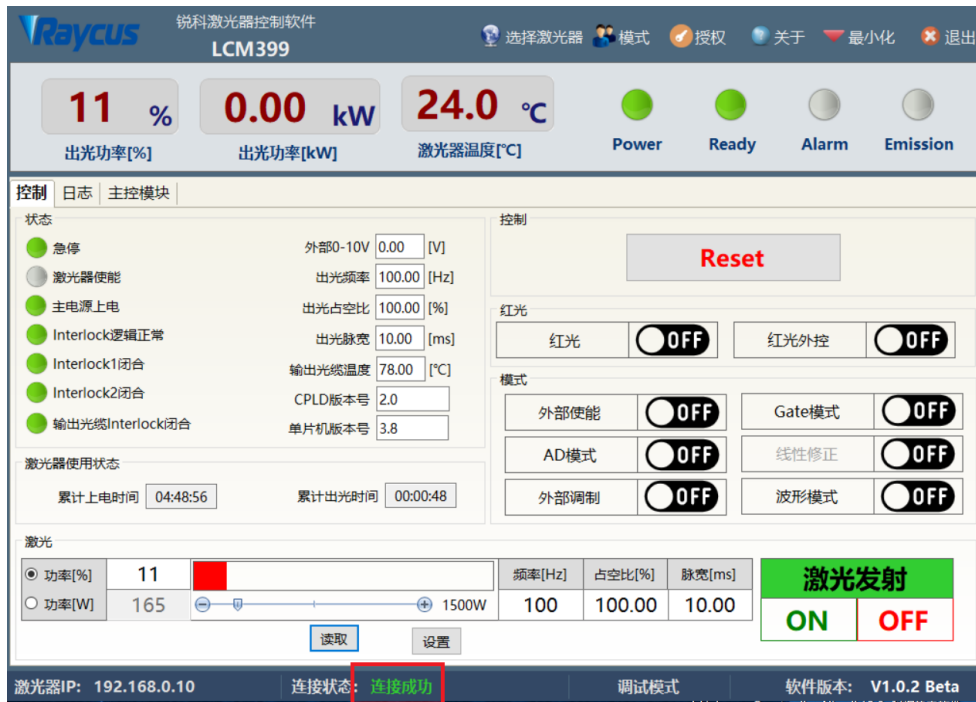 Raycus 锐科激光器控制软件
LCM399
选择激光器 模式 授权 关于 最小化 退出
11 % 0.00 kW 24.0 ℃
出光功率[%] 出光功率[kW] 激光器温度[℃] Power Ready Alarm Emission
控制 日志 主控模块
状态
急停
激光器使能
主电源上电
Interlock逻辑正常
Interlock1闭合
Interlock2闭合
输出光缆Interlock闭合
外部0-10V 0.00 [V]
出光频率 100.00 [Hz]
出光占空比 100.00 [%]
出光脉宽 10.00 [ms]
输出光缆温度 78.00 [℃]
CPLD版本号 2.0
单片机版本号 3.8
激光器使用状态
累计上电时间 04:48:56 累计出光时间 00:00:48
控制
Reset
红光
红光 OFF 红光外控 OFF
模式
外部使能 OFF Gate模式 OFF
AD模式 OFF 线性修正 OFF
外部调制 OFF 波形模式 OFF
激光
功率[%] 11
功率[W] 165 1500W
频率[Hz] 占空比[%] 脉宽[ms]
100 100.00 10.00
激光发射
ON OFF
读取 设置
激光器IP: 192.168.0.10 连接状态: 连接成功 调试模式 软件版本: V1.0.2 Beta